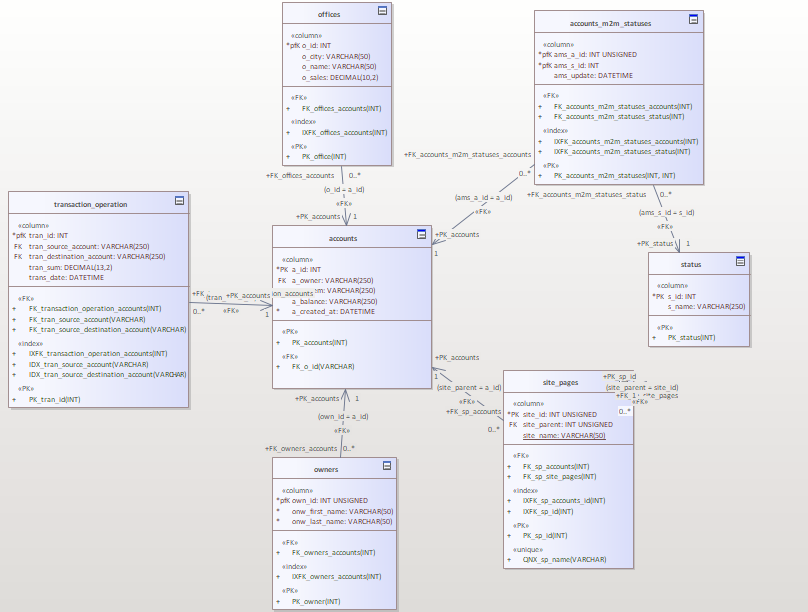 offices
«column»
*pfK o_id: INT
o_city: VARCHAR(50)
o_name: VARCHAR(50)
o_sales: DECIMAL(10,2)
«FK»
+ FK_offices_accounts(INT)
«index»
+ IXFK_offices_accounts(INT)
«PK»
+ PK_office(INT)
accounts_m2m_statuses
«column»
*pfK ams_a_id: INT UNSIGNED
*pfK ams_s_id: INT
ams_update: DATETIME
«FK»
+ FK_accounts_m2m_statuses_accounts(INT)
+ FK_accounts_m2m_statuses_status(INT)
«index»
+ IXFK_accounts_m2m_statuses_accounts(INT)
+ IXFK_accounts_m2m_statuses_status(INT)
«PK»
+ PK_accounts_m2m_statuses(INT, INT)
+FK_offices_accounts 0..*
(o_id = a_id)
«FK»
+PK_accounts 1
+FK_accounts_m2m_statuses_accounts
0..*
(ams_a_id = a_id)
«FK»
+PK_accounts
1
+FK_accounts_m2m_statuses_status 0..*
(ams_s_id = s_id)
«FK»
+PK_status 1
transaction_operation
«column»
*pfK tran_id: INT
FK tran_source_account: VARCHAR(250)
FK tran_destination_account: VARCHAR(250)
tran_sum: DECIMAL(13,2)
trans_date: DATETIME
«FK»
+ FK_transaction_operation_accounts(INT)
+ FK_tran_source_account(VARCHAR)
+ FK_tran_source_destination_account(VARCHAR)
«index»
+ IXFK_transaction_operation_accounts(INT)
+ IDX_tran_source_account(VARCHAR)
+ IDX_tran_source_destination_account(VARCHAR)
«PK»
+ PK_tran_id(INT)
+FK (tran_ +PK_accounts on_accounts
0..* «FK» 1
accounts
«column»
*PK a_id: INT
FK a_owner: VARCHAR(250)
em: VARCHAR(250)
a_balance: VARCHAR(250)
* a_created_at: DATETIME
«PK»
+ PK_accounts(INT)
«FK»
+ FK_o_id(VARCHAR)
status
«column»
*PK s_id: INT
s_name: VARCHAR(250)
«PK»
+ PK_status(INT)
+PK_accounts
1
(site_parent = a_id)
«FK»
+FK_sp_accounts
0..*
site_pages
«column»
*PK site_id: INT UNSIGNED
FK site_parent: INT UNSIGNED
site_name: VARCHAR(50)
«FK»
+ FK_sp_accounts(INT)
+ FK_sp_site_pages(INT)
«index»
+ IXFK_sp_accounts_id(INT)
+ IXFK_sp_id(INT)
«PK»
+ PK_sp_id(INT)
«unique»
+ QNX_sp_name(VARCHAR)
+PK_sp_id
(site_parent = site_id)
«FK»
0..*
+PK_accounts 1
(own_id = a_id)
«FK»
+FK_owners_accounts 0..*
owners
«column»
*pfK own_id: INT UNSIGNED
* onw_first_name: VARCHAR(50)
* onw_last_name: VARCHAR(50)
«FK»
+ FK_owners_accounts(INT)
«index»
+ IXFK_owners_accounts(INT)
«PK»
+ PK_owner(INT)